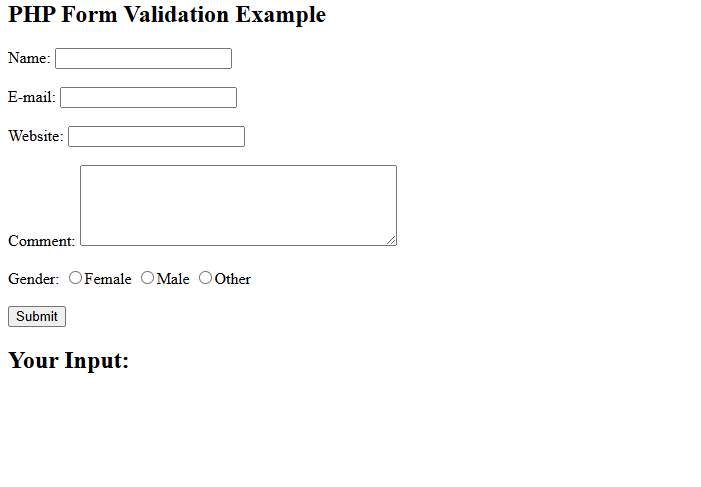 PHP Form Validation Example
Name:
E-mail:
Website:
Comment:
Gender: Female Male Other
Submit
Your Input: